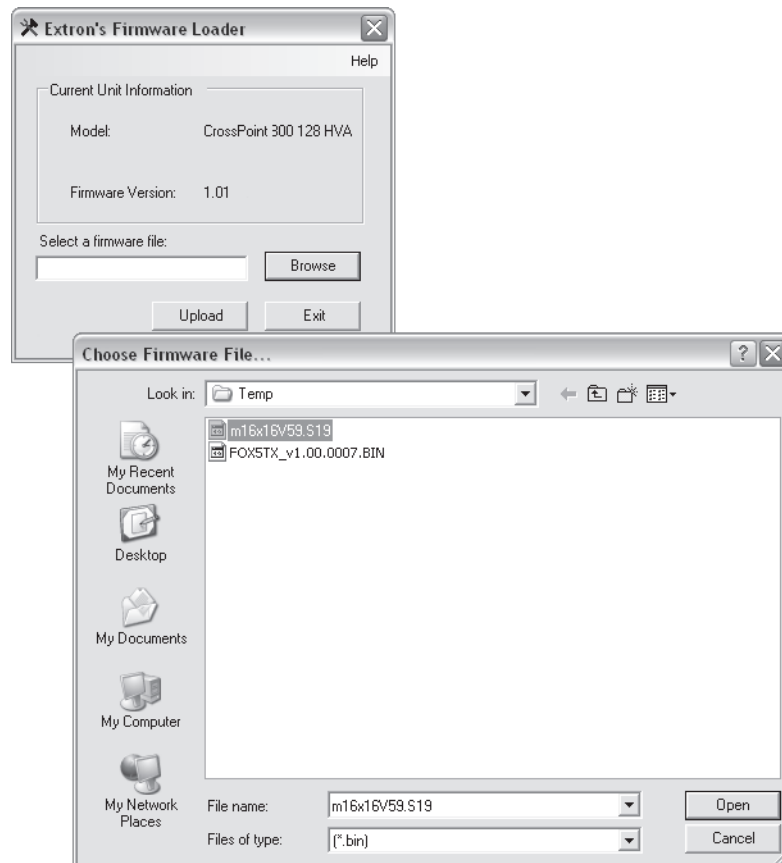 Extron's Firmware Loader
Help
Current Unit Information
Model: CrossPoint 300 128 HVA
Firmware Version: 1.01
Select a firmware file:
Browse
Upload Exit
Choose Firmware File...
Look in: Temp
m16x16V59.S19
FOX5TX_v1.00.0007.BIN
My Recent
Documents
Desktop
My Documents
My Computer
My Network
Places
File name: m16x16V59.S19 Open
Files of type: (*.bin) Cancel